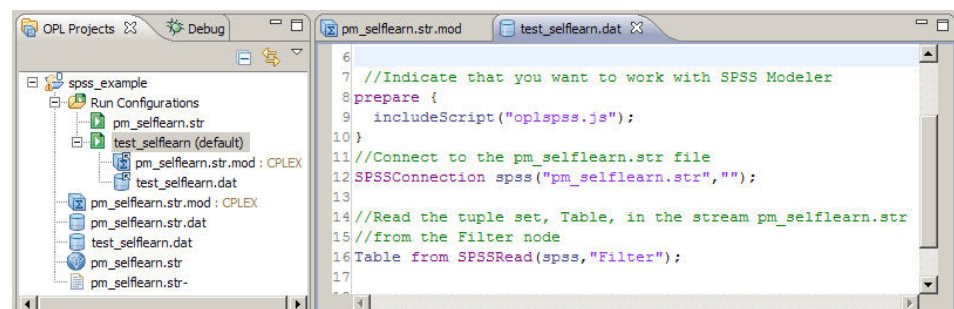 OPL Projects
Debug
spss_example
Run Configurations
pm_selflearn.str
test_selflearn (default)
pm_selflearn.str.mod : CPLEX
test_selflearn.dat
pm_selflearn.str.mod : CPLEX
pm_selflearn.str.dat
test_selflearn.dat
pm_selflearn.str
pm_selflearn.str-
pm_selflearn.str.mod
test_selflearn.dat
6
7 //Indicate that you want to work with SPSS Modeler
8 prepare {
9 includeScript("oplspss.js");
10 }
11 //Connect to the pm_selflearn.str file
12 SPSSConnection spss("pm_selflearn.str","");
13
14 //Read the tuple set, Table, in the stream pm_selflearn.str
15 //from the Filter node
16 Table from SPSSRead(spss,"Filter");
17